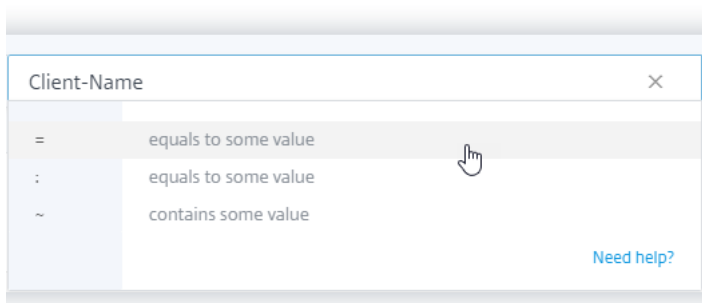 Client-Name ×
= equals to some value
: equals to some value
~ contains some value
Need help?